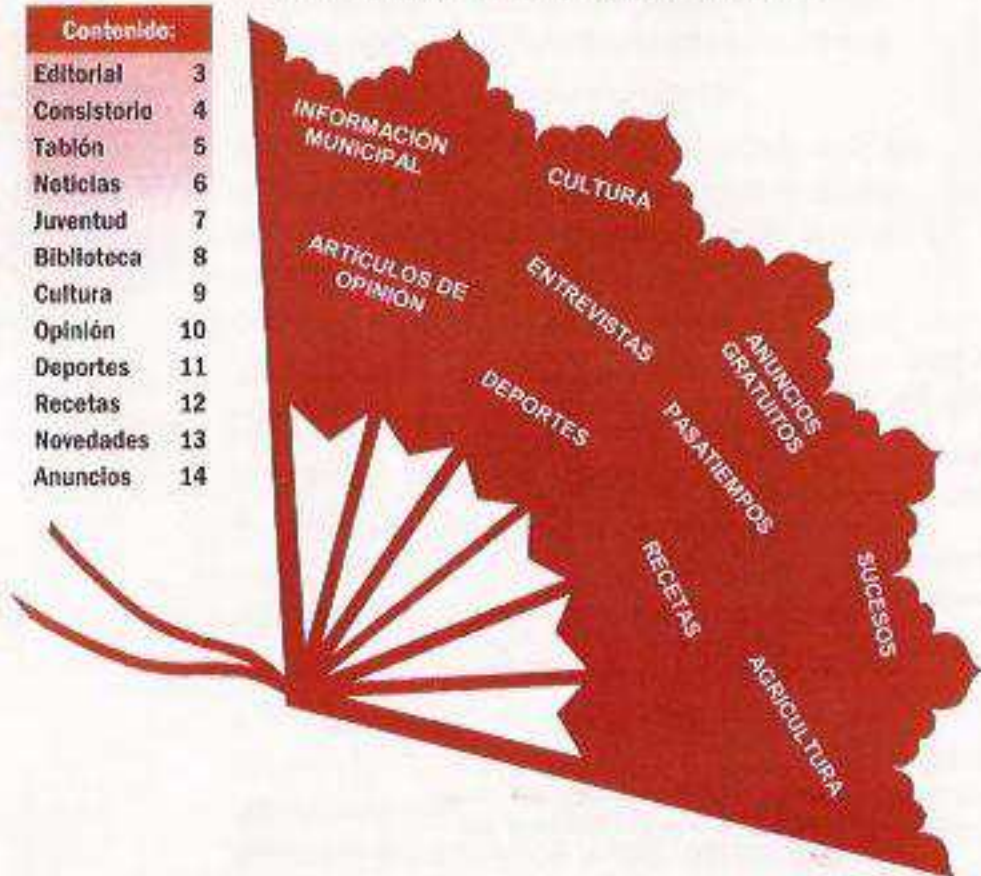 Contenido:
Editorial 3
Consistorio 4
Tablón 5
Noticias 6
Juventud 7
Biblioteca 8
Cultura 9
Opinión 10
Deportes 11
Recetas 12
Novedades 13
Anuncios 14
INFORMACION
MUNICIPAL
CULTURA
ARTÍCULOS DE
OPINIÓN
ENTREVISTAS
ANUNCIOS
GRATUITOS
DEPORTES
PASATIEMPOS
RECETAS
SUCESOS
AGRICULTURA